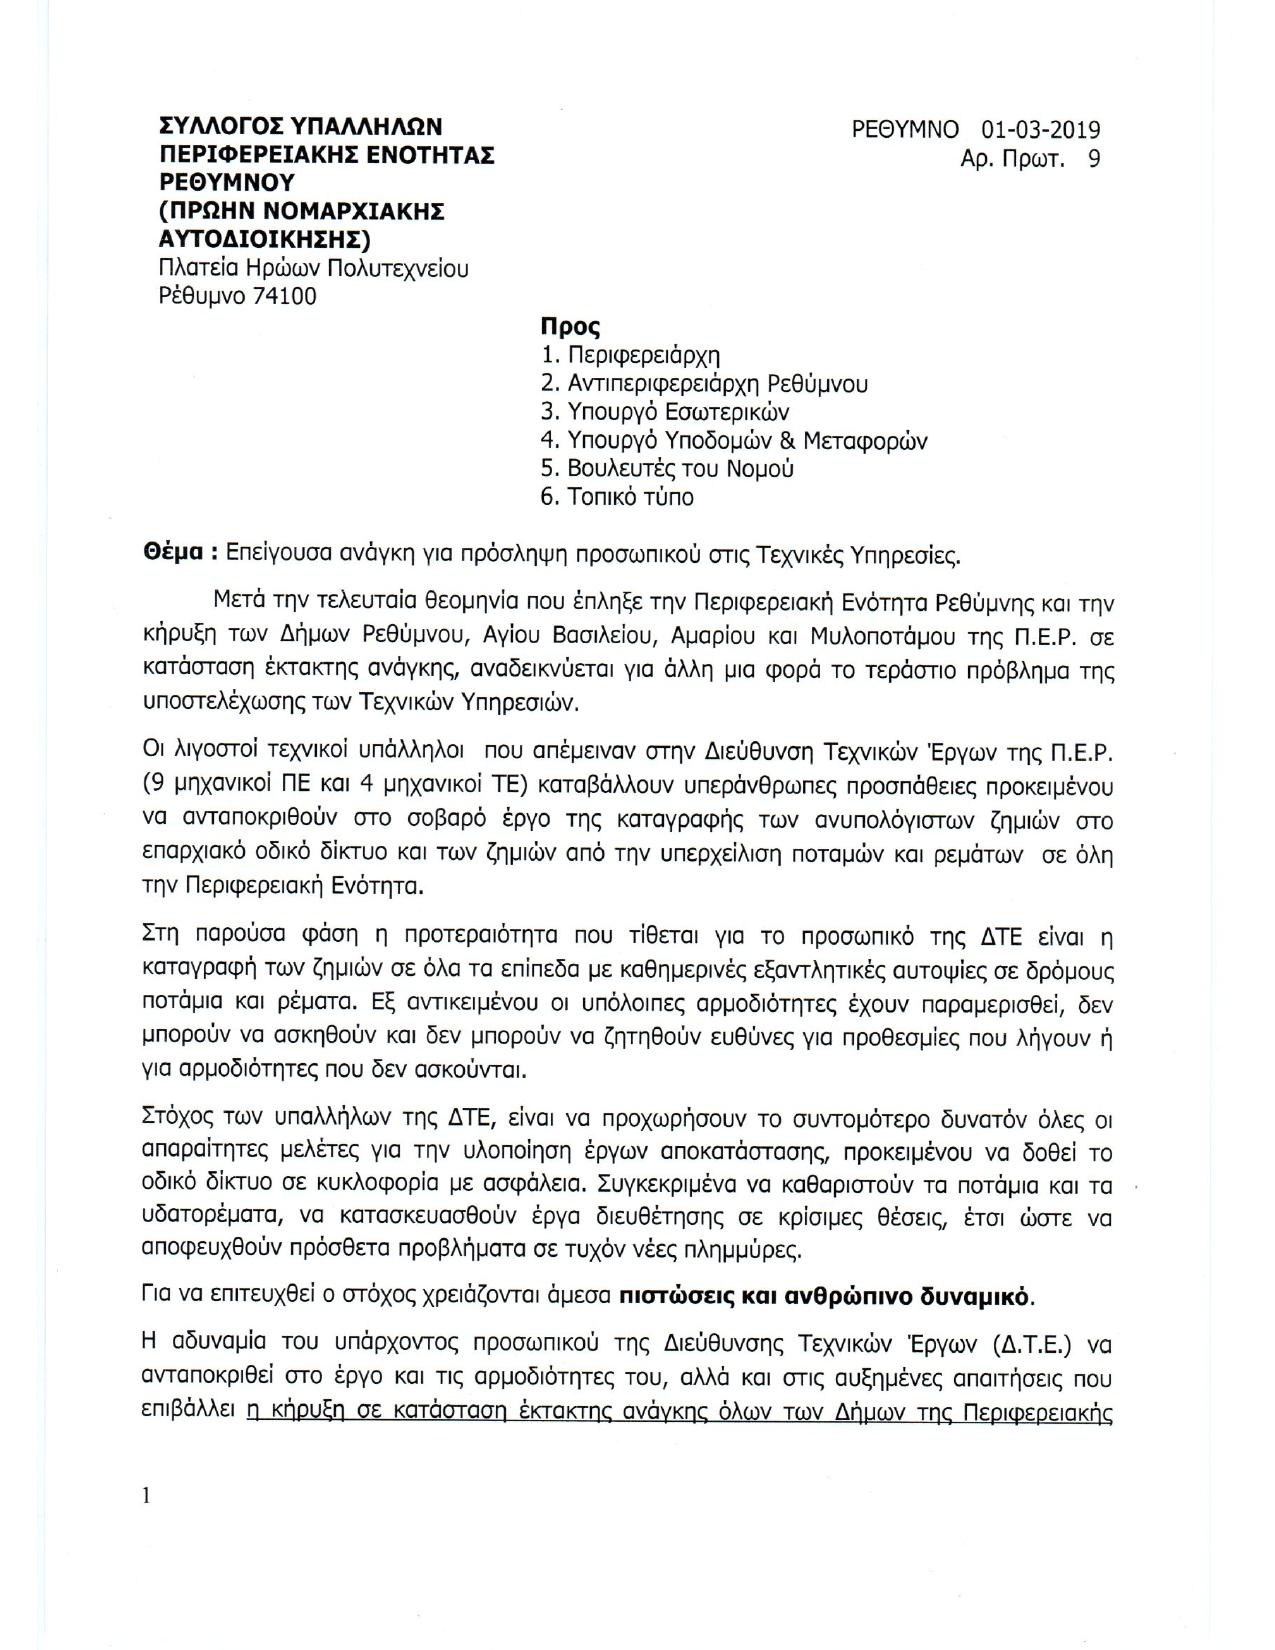 ΣΥΛΛΟΓΟΣ ΥΠΑΛΛΗΛΩΝ
ΠΕΡΙΦΕΡΕΙΑΚΗΣ ΕΝΟΤΗΤΑΣ
ΡΕΘΥΜΝΟΥ
(ΠΡΩΗΝ ΝΟΜΑΡΧΙΑΚΗΣ
ΑΥΤΟΔΙΟΙΚΗΣΗΣ)
Πλατεία Ηρώων Πολυτεχνείου
Ρέθυμνο 74100
ΡΕΘΥΜΝΟ 01-03-2019
Αρ. Πρωτ. 9
Προς
1. Περιφερειάρχη
2. Αντιπεριφερειάρχη Ρεθύμνου
3. Υπουργό Εσωτερικών
4. Υπουργό Υποδομών & Μεταφορών
5. Βουλευτές του Νομού
6. Τοπικό τύπο
Θέμα : Επείγουσα ανάγκη για πρόσληψη προσωπικού στις Τεχνικές Υπηρεσίες.
Μετά την τελευταία θεομηνία που έπληξε την Περιφερειακή Ενότητα Ρεθύμνης και την
κήρυξη των Δήμων Ρεθύμνου, Αγίου Βασιλείου, Αμαρίου και Μυλοποτάμου της Π.Ε.Ρ. σε
κατάσταση έκτακτης ανάγκης, αναδεικνύεται για άλλη μια φορά το τεράστιο πρόβλημα της
υποστελέχωσης των Τεχνικών Υπηρεσιών.
Οι λιγοστοί τεχνικοί υπάλληλοι που απέμειναν στην Διεύθυνση Τεχνικών Έργων της Π.Ε.Ρ.
(9 μηχανικοί ΠΕ και 4 μηχανικοί ΤΕ) καταβάλλουν υπεράνθρωπες προσπάθειες προκειμένου
να ανταποκριθούν στο σοβαρό έργο της καταγραφής των ανυπολόγιστων ζημιών στο
επαρχιακό οδικό δίκτυο και των ζημιών από την υπερχείλιση ποταμών και ρεμάτων σε όλη
την Περιφερειακή Ενότητα.
Στη παρούσα φάση η προτεραιότητα που τίθεται για το προσωπικό της ΔΤΕ είναι η
καταγραφή των ζημιών σε όλα τα επίπεδα με καθημερινές εξαντλητικές αυτοψίες σε δρόμους
ποτάμια και ρέματα. Εξ αντικειμένου οι υπόλοιπες αρμοδιότητες έχουν παραμερισθεί, δεν
μπορούν να ασκηθούν και δεν μπορούν να ζητηθούν ευθύνες για προθεσμίες που λήγουν ή
για αρμοδιότητες που δεν ασκούνται.
Στόχος των υπαλλήλων της ΔΤΕ, είναι να προχωρήσουν το συντομότερο δυνατόν όλες οι
απαραίτητες μελέτες για την υλοποίηση έργων αποκατάστασης, προκειμένου να δοθεί το
οδικό δίκτυο σε κυκλοφορία με ασφάλεια. Συγκεκριμένα να καθαριστούν τα ποτάμια και τα
υδατορέματα, να κατασκευασθούν έργα διευθέτησης σε κρίσιμες θέσεις, έτσι ώστε να
αποφευχθούν πρόσθετα προβλήματα σε τυχόν νέες πλημμύρες.
Για να επιτευχθεί ο στόχος χρειάζονται άμεσα πιστώσεις και ανθρώπινο δυναμικό.
Η αδυναμία του υπάρχοντος προσωπικού της Διεύθυνσης Τεχνικών Έργων (Δ.Τ.Ε.) να
ανταποκριθεί στο έργο και τις αρμοδιότητες του, αλλά και στις αυξημένες απαιτήσεις που
επιβάλλει η κήρυξη σε κατάσταση έκτακτης ανάγκης όλων των Δήμων της Περιφερειακής
1